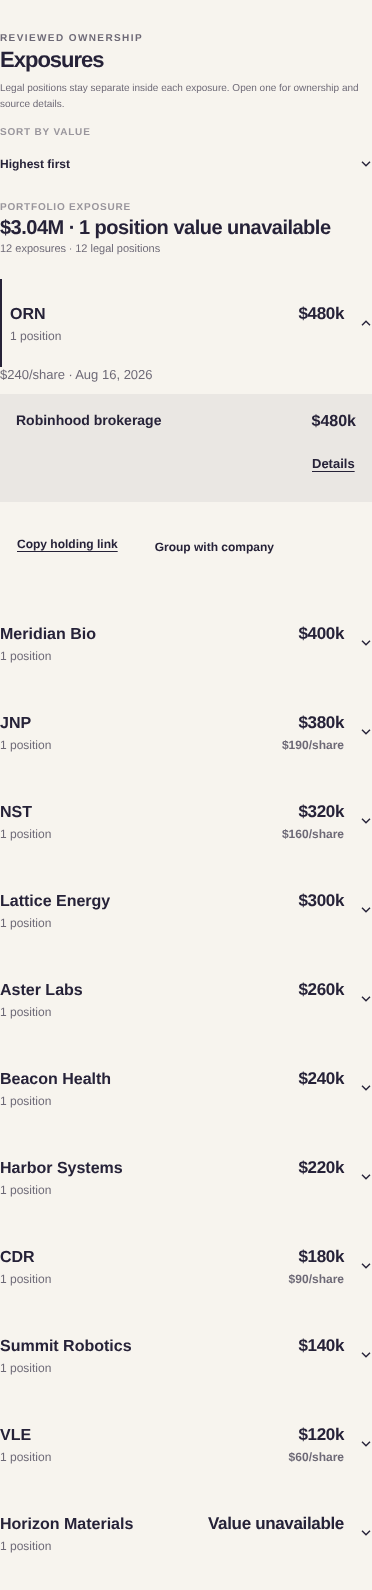 REVIEWED OWNERSHIP
Exposures
Legal positions stay separate inside each exposure. Open one for ownership and
source details.
SORT BY VALUE
Highest first
PORTFOLIO EXPOSURE
$3.04M · 1 position value unavailable
12 exposures · 12 legal positions
ORN $480k
1 position
$240/share · Aug 16, 2026
Robinhood brokerage $480k
Details
Copy holding link Group with company
Meridian Bio $400k
1 position
JNP $380k
1 position $190/share
NST $320k
1 position $160/share
Lattice Energy $300k
1 position
Aster Labs $260k
1 position
Beacon Health $240k
1 position
Harbor Systems $220k
1 position
CDR $180k
1 position $90/share
Summit Robotics $140k
1 position
VLE $120k
1 position $60/share
Horizon Materials Value unavailable
1 position